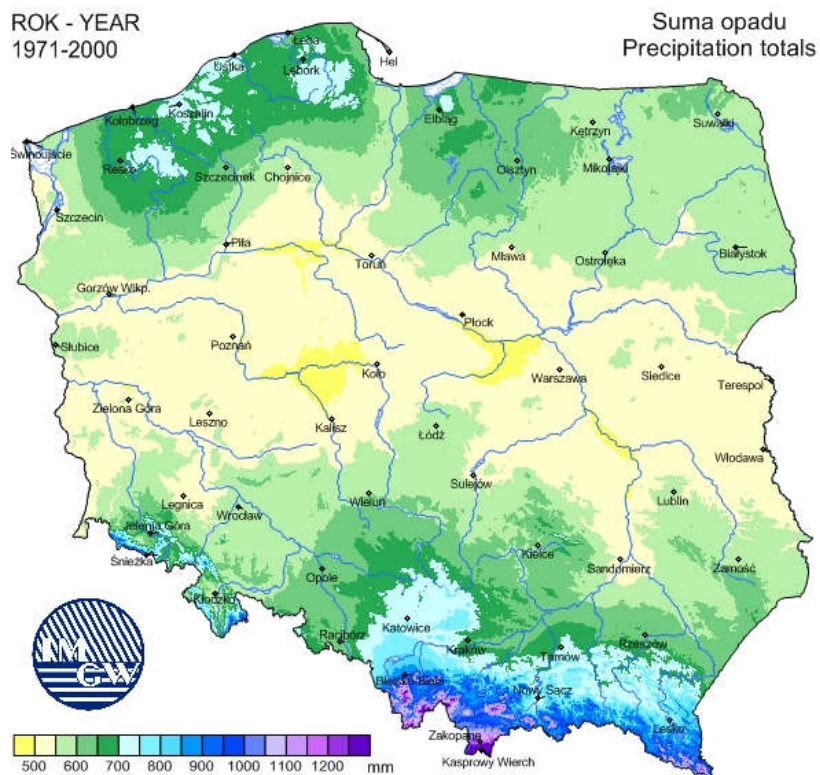 ROK - YEAR
1971-2000
Suma opadu
Precipitation totals
Łeba
Hel
Ustka
Lębork
Koszalin
Kołobrzeg
Elbląg
Kętrzyn
Suwałki
Świnoujście
Resko
Szczecinek
Chojnice
Olsztyn
Mikołajki
Szczecin
Piła
Toruń
Mława
Ostrołęka
Białystok
Gorzów Wlkp.
Płock
Słubice
Poznań
Koło
Warszawa
Siedlce
Terespol
Zielona Góra
Leszno
Kalisz
Łódź
Włodawa
Sulejów
Legnica
Wrocław
Wieluń
Lublin
Jelenia Góra
Kielce
Śnieżka
Opole
Sandomierz
Zamość
Kłodzko
Katowice
Racibórz
Kraków
Tarnów
Rzeszów
IM
GW
Bielsko-Biała
Nowy Sącz
Lesko
Zakopane
Kasprowy Wierch
500 600 700 800 900 1000 1100 1200 mm